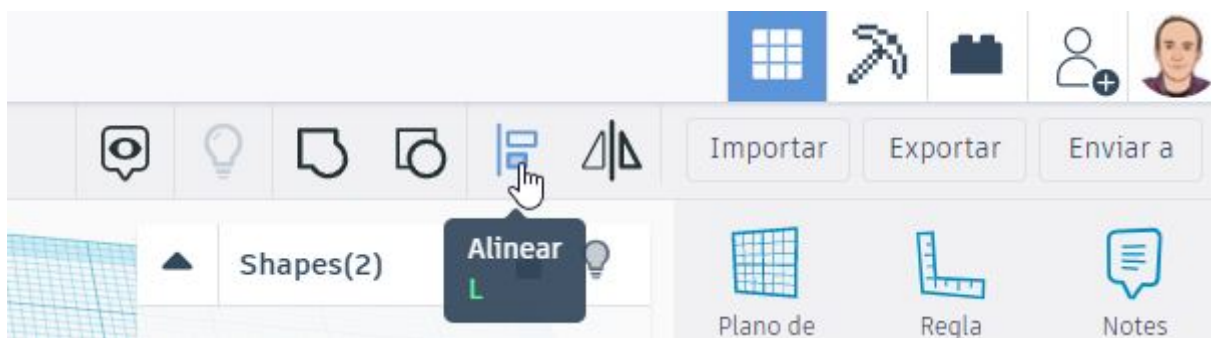 Importar
Exportar
Enviar a
Shapes(2)
Alinear
L
Plano de
Regla
Notes